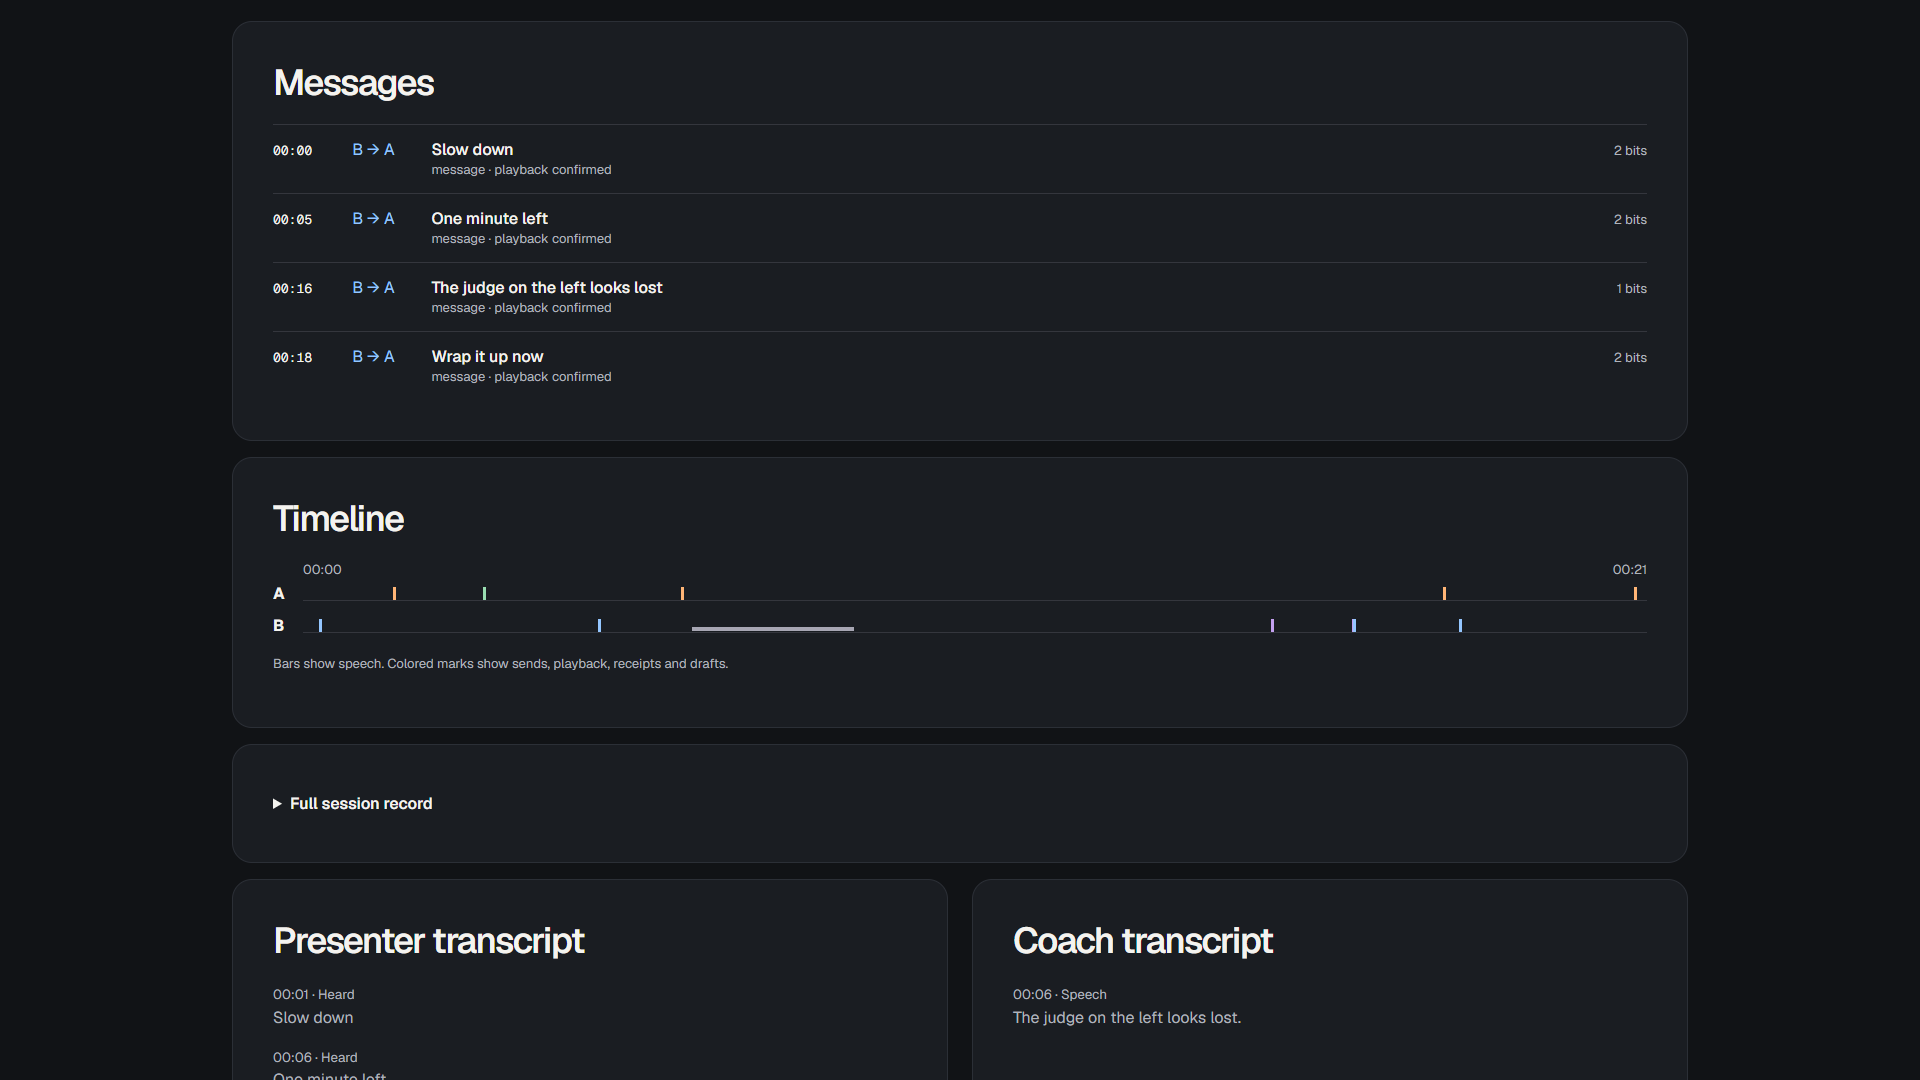 Messages
00:00 B → A Slow down 2 bits
message · playback confirmed
00:05 B → A One minute left 2 bits
message · playback confirmed
00:16 B → A The judge on the left looks lost 1 bits
message · playback confirmed
00:18 B → A Wrap it up now 2 bits
message · playback confirmed
Timeline
00:00 00:21
A
B
Bars show speech. Colored marks show sends, playback, receipts and drafts.
Full session record
Presenter transcript
00:01 · Heard
Slow down
00:06 · Heard
One minute left
Coach transcript
00:06 · Speech
The judge on the left looks lost.